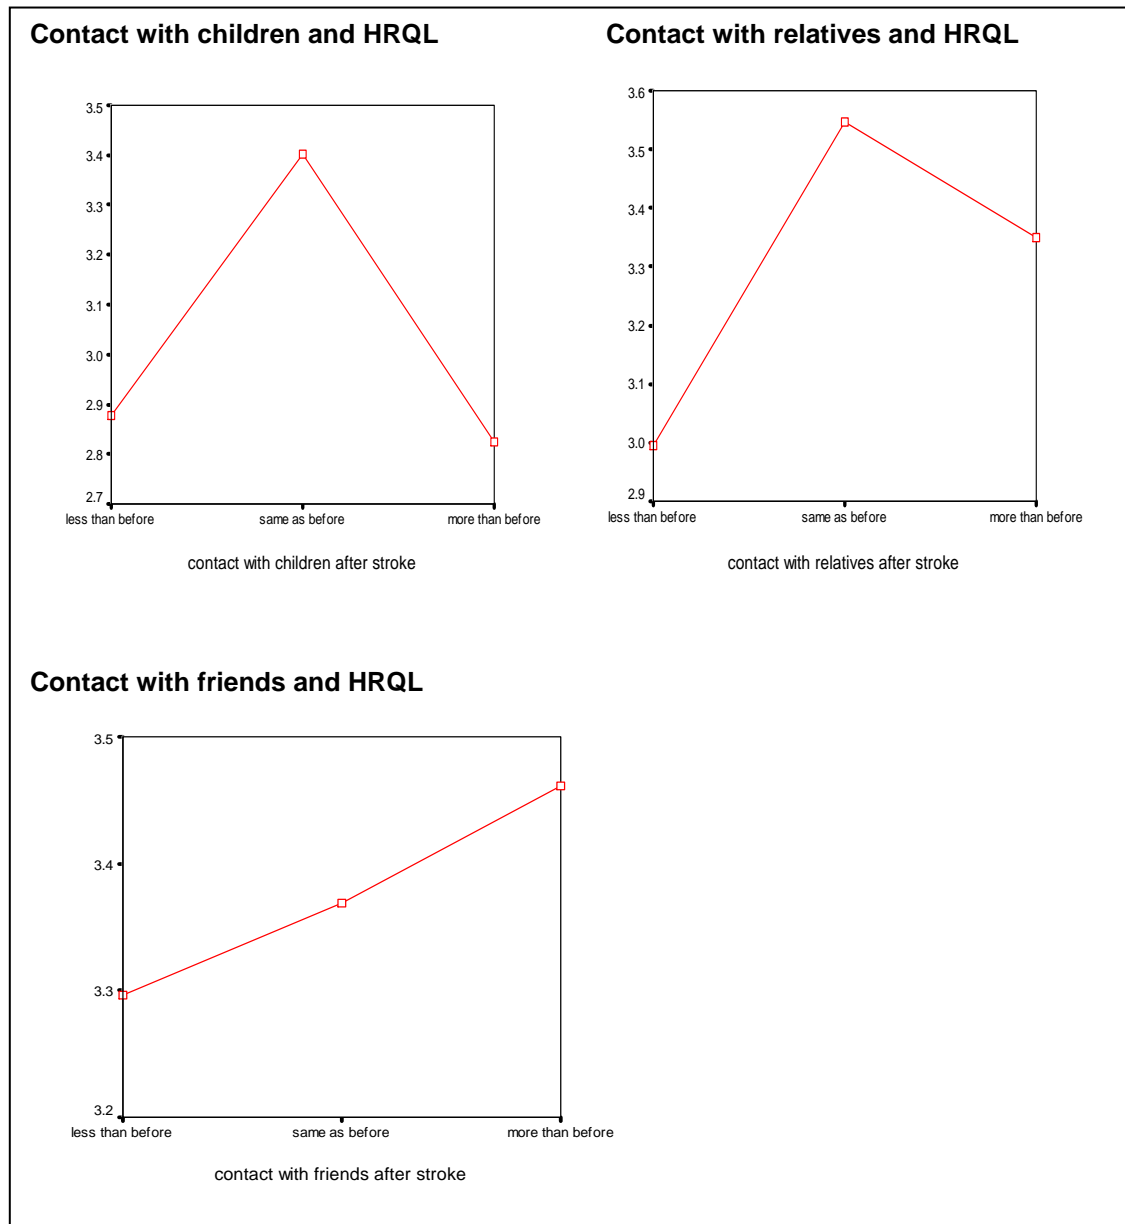 Contact with children and HRQL
3.5
3.4
3.3
3.2
3.1
3.0
2.9
2.8
2.7
less than before same as before more than before
contact with children after stroke
Contact with relatives and HRQL
3.6
3.5
3.4
3.3
3.2
3.1
3.0
2.9
less than before same as before more than before
contact with relatives after stroke
Contact with friends and HRQL
3.5
3.4
3.3
3.2
less than before same as before more than before
contact with friends after stroke